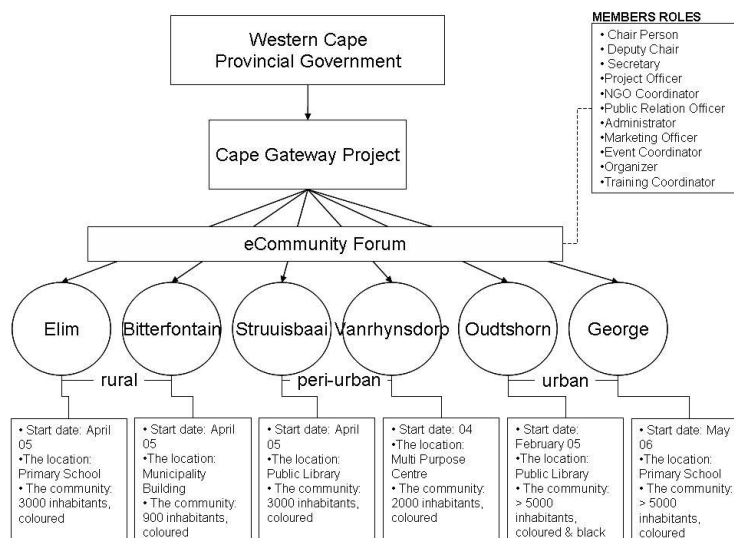 Western Cape
Provincial Government
MEMBERS ROLES
• Chair Person
• Deputy Chair
• Secretary
•Project Officer
•NGO Coordinator
•Public Relation Officer
•Administrator
•Marketing Officer
•Event Coordinator
•Organizer
•Training Coordinator
Cape Gateway Project
eCommunity Forum
Elim
Bitterfontain
Struuisbaai
Vanrhynsdorp
Oudtshorn
George
rural
peri-urban
urban
• Start date: April
05
•The location:
Primary School
• The community:
3000 inhabitants,
coloured
• Start date: April
05
•The location:
Municipality
Building
• The community:
900 inhabitants,
coloured
• Start date: April
05
•The location:
Public Library
• The community:
3000 inhabitants,
coloured
• Start date: 04
•The location:
Multi Purpose
Centre
• The community:
2000 inhabitants,
coloured
• Start date:
February 05
•The location:
Public Library
• The community:
> 5000
inhabitants,
coloured & black
• Start date: May
06
•The location:
Primary School
• The community:
> 5000
inhabitants,
coloured